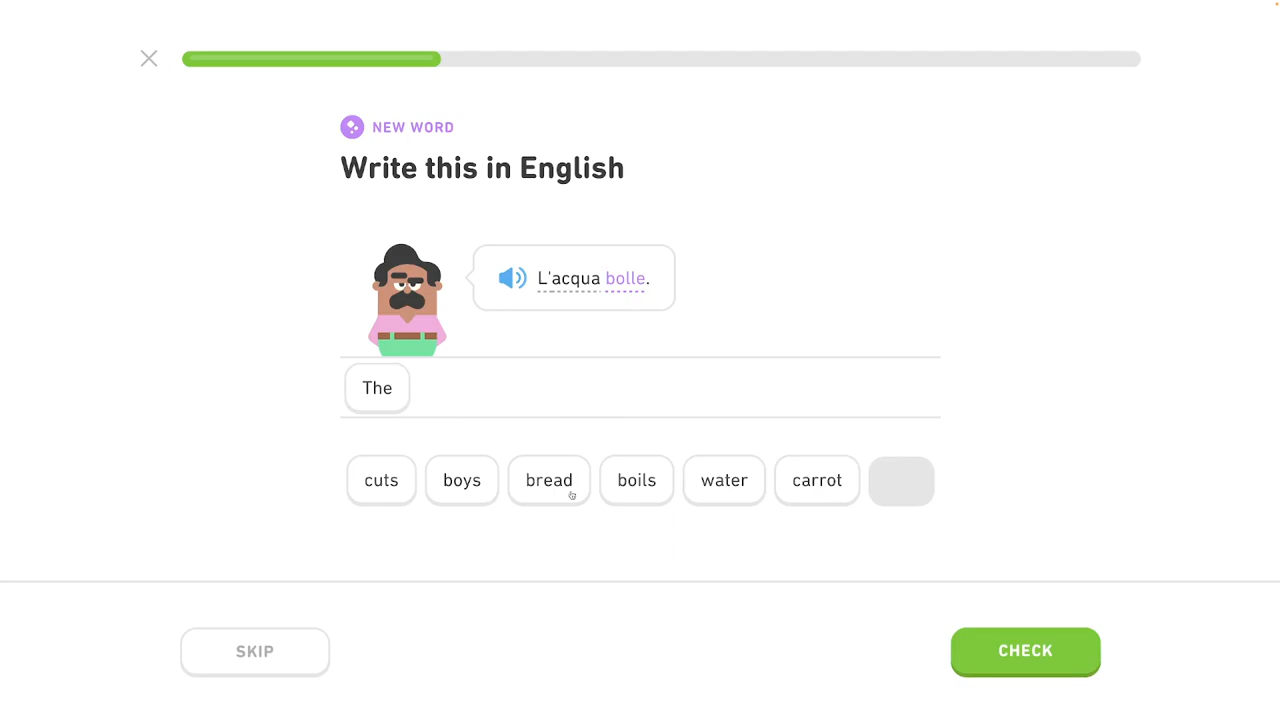 NEW WORD
Write this in English
L'acqua bolle.
The
cuts boys bread boils water carrot
SKIP CHECK